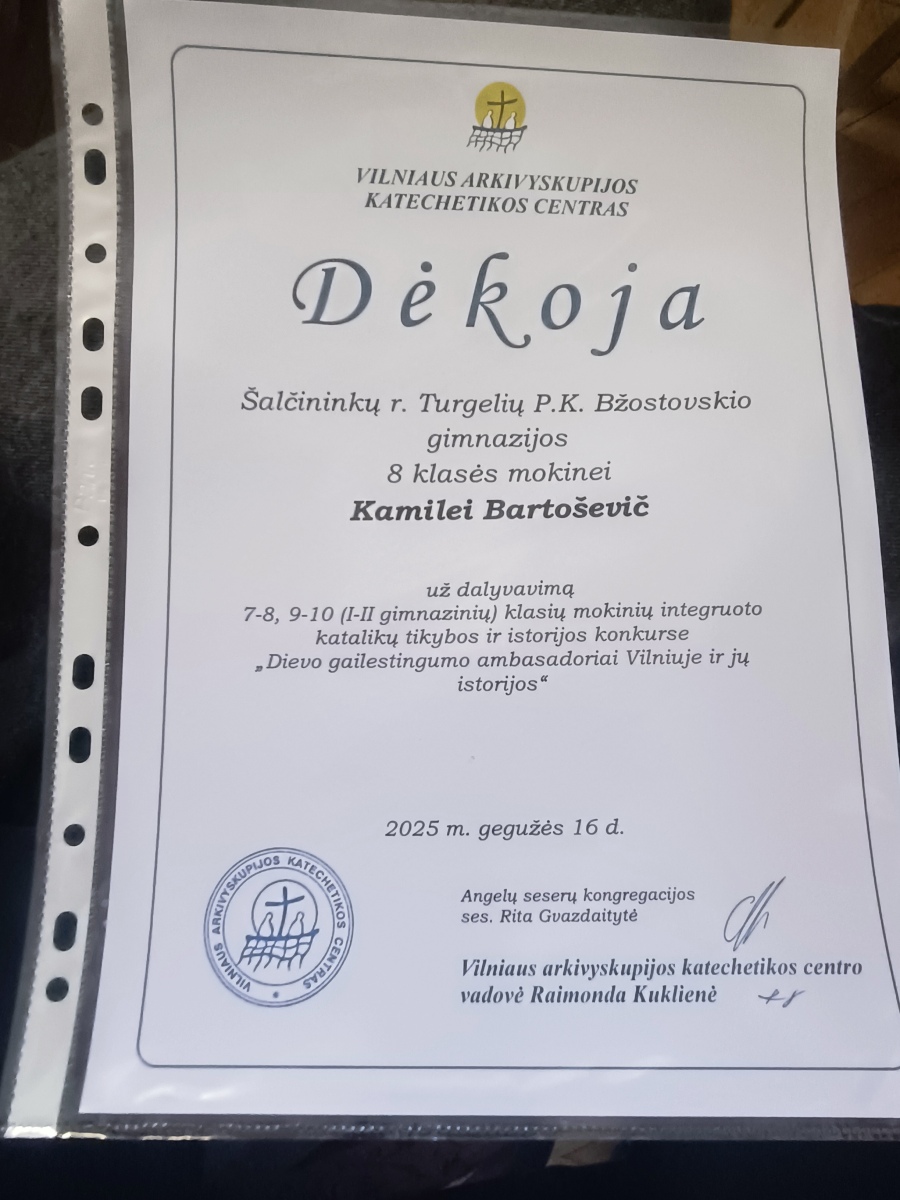 VILNIAUS ARKIVYSKUPIJOS
KATECHETIKOS CENTRAS
Dėkoja
Šalčininkų r. Turgelių P.K. Bžostovskio
gimnazijos
8 klasės mokinei
Kamilei Bartoševič
už dalyvavimą
7-8, 9-10 (I-II gimnazinių) klasių mokinių integruoto
katalikų tikybos ir istorijos konkurse
„Dievo gailestingumo ambasadoriai Vilniuje ir jų
istorijos“
2025 m. gegužės 16 d.
VILNIAUS ARKIVYSKUPIJOS KATECHETIKOS CENTRAS
Angelų seserų kongregacijos
ses. Rita Gvazdaitytė
Vilniaus arkivyskupijos katechetikos centro
vadovė Raimonda Kuklienė